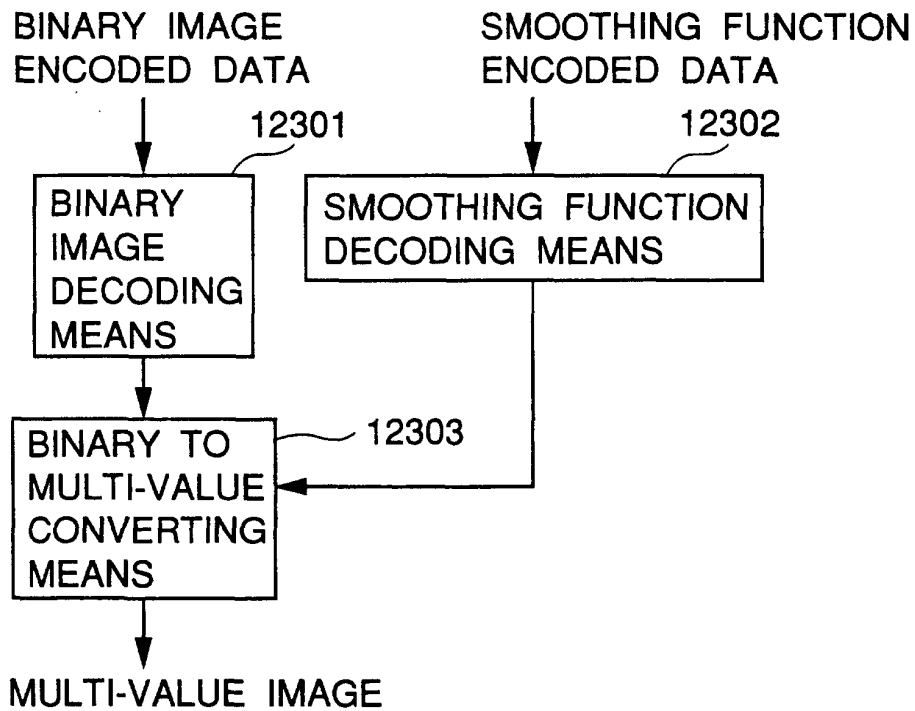 BINARY IMAGE
ENCODED DATA
SMOOTHING FUNCTION
ENCODED DATA
12301
12302
BINARY
IMAGE
DECODING
MEANS
SMOOTHING FUNCTION
DECODING MEANS
12303
BINARY TO
MULTI-VALUE
CONVERTING
MEANS
MULTI-VALUE IMAGE